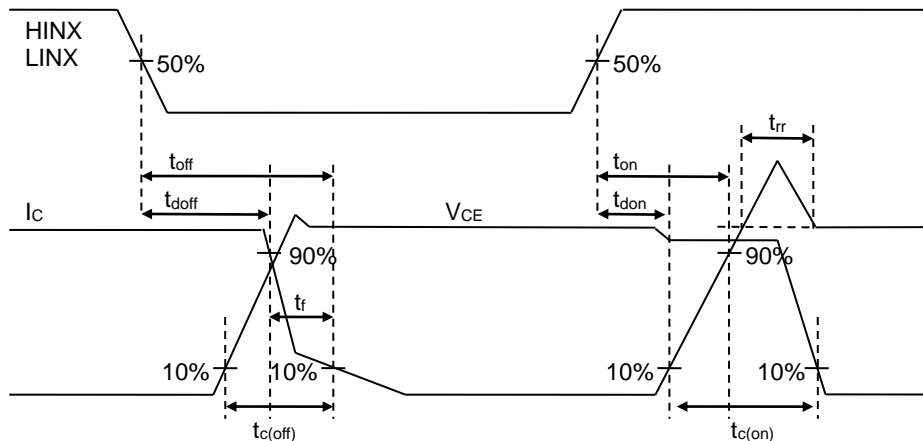 HINX
LINX
50%
50%
trr
toff
ton
tdoff
tdon
IC
VCE
90%
90%
tf
10%
10%
10%
10%
tc(off)
tc(on)